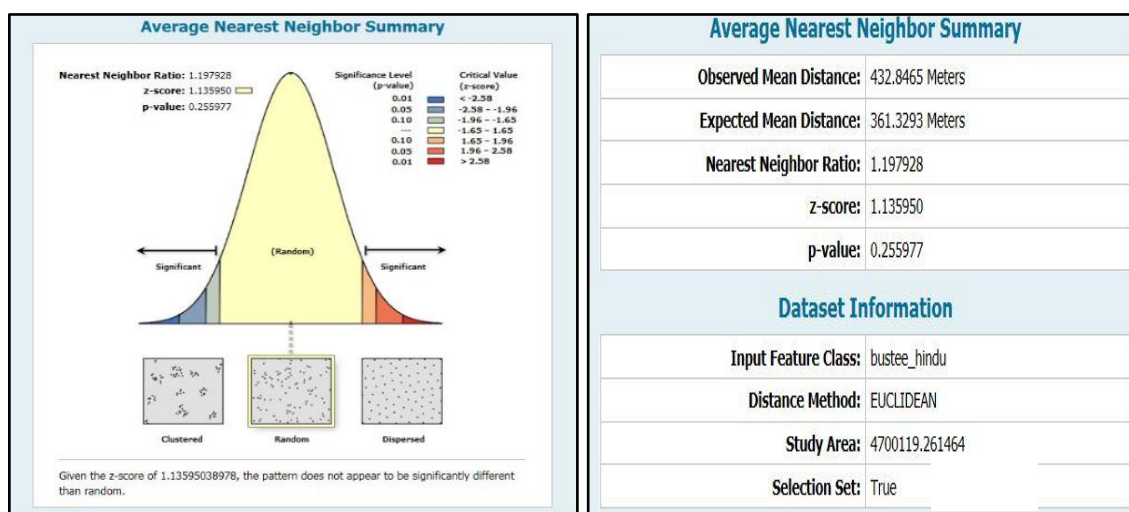 Average Nearest Neighbor Summary
Nearest Neighbor Ratio: 1.197928
z-score: 1.135950
p-value: 0.255977
Significance Level
(p-value)
Critical Value
(z-score)
0.01 < -2.58
0.05 -2.58 - -1.96
0.10 -1.96 - -1.65
--- -1.65 - 1.65
0.10 1.65 - 1.96
0.05 1.96 - 2.58
0.01 > 2.58
Significant
(Random)
Significant
Clustered
Random
Dispersed
Given the z-score of 1.13595038978, the pattern does not appear to be significantly different
than random.
Average Nearest Neighbor Summary
Observed Mean Distance: 432.8465 Meters
Expected Mean Distance: 361.3293 Meters
Nearest Neighbor Ratio: 1.197928
z-score: 1.135950
p-value: 0.255977
Dataset Information
Input Feature Class: bustee_hindu
Distance Method: EUCLIDEAN
Study Area: 4700119.261464
Selection Set: True